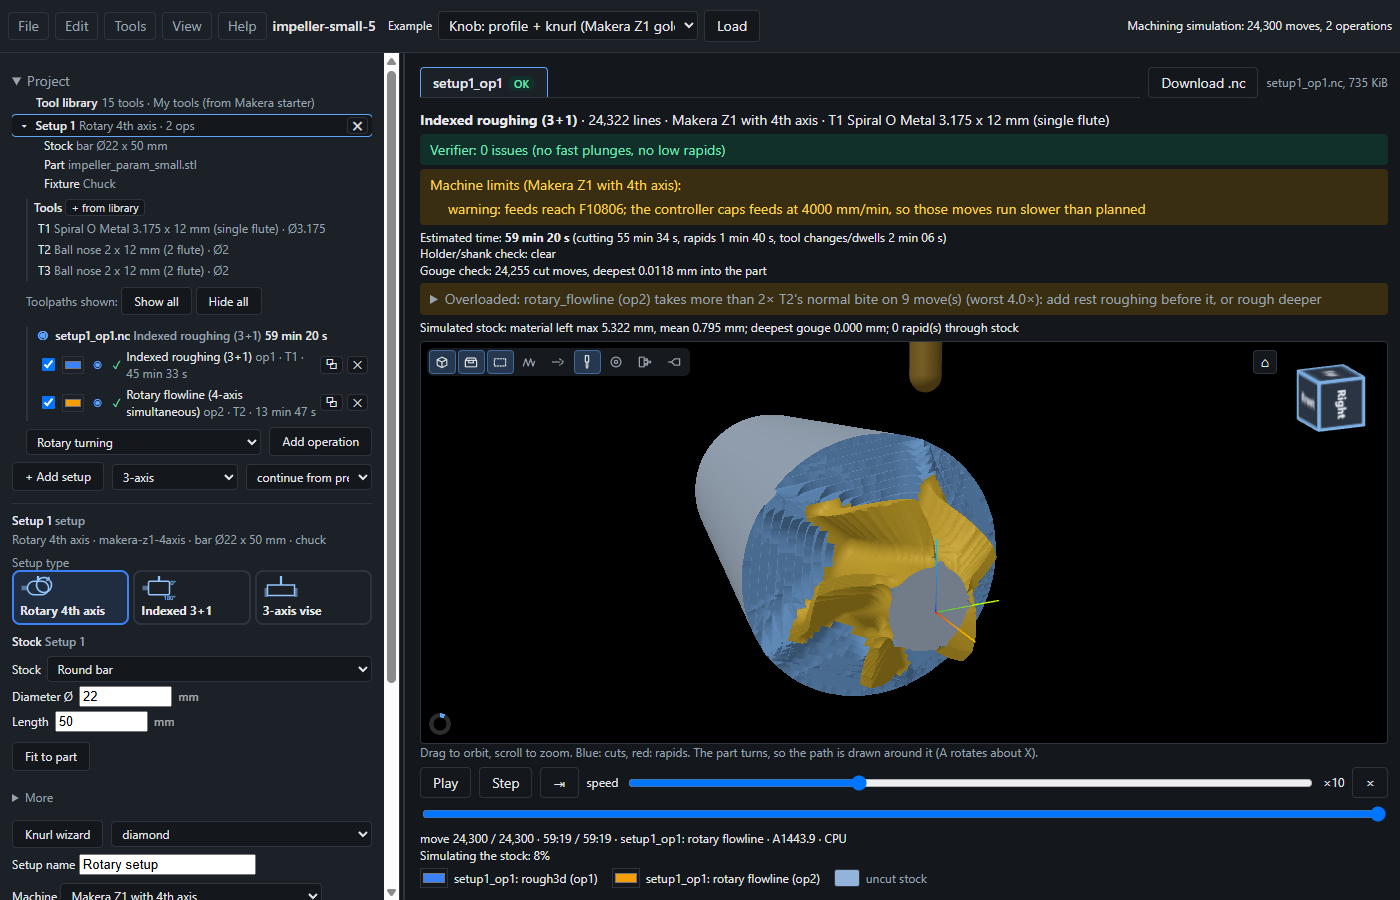 File Edit Tools View Help impeller-small-5 Example Knob: profile + knurl (Makera Z1 gol Load Machining simulation: 24,300 moves, 2 operations
Project
Tool library 15 tools · My tools (from Makera starter)
Setup 1 Rotary 4th axis · 2 ops
Stock bar Ø22 x 50 mm
Part impeller_param_small.stl
Fixture Chuck
Tools + from library
T1 Spiral O Metal 3.175 x 12 mm (single flute) · Ø3.175
T2 Ball nose 2 x 12 mm (2 flute) · Ø2
T3 Ball nose 2 x 12 mm (2 flute) · Ø2
Toolpaths shown: Show all Hide all
setup1_op1.nc Indexed roughing (3+1) 59 min 20 s
Indexed roughing (3+1) op1 · T1 ·
45 min 33 s
Rotary flowline (4-axis
simultaneous) op2 · T2 · 13 min 47 s
Rotary turning Add operation
+ Add setup 3-axis continue from pre
Setup 1 setup
Rotary 4th axis · makera-z1-4axis · bar Ø22 x 50 mm · chuck
Setup type
180°
Rotary 4th axis Indexed 3+1 3-axis vise
Stock Setup 1
Stock Round bar
Diameter Ø 22 mm
Length 50 mm
Fit to part
More
Knurl wizard diamond
Setup name Rotary setup
Machine Makera Z1 with 4th axis
setup1_op1 OK Download .nc setup1_op1.nc, 735 KiB
Indexed roughing (3+1) · 24,322 lines · Makera Z1 with 4th axis · T1 Spiral O Metal 3.175 x 12 mm (single flute)
Verifier: 0 issues (no fast plunges, no low rapids)
Machine limits (Makera Z1 with 4th axis):
warning: feeds reach F10806; the controller caps feeds at 4000 mm/min, so those moves run slower than planned
Estimated time: 59 min 20 s (cutting 55 min 34 s, rapids 1 min 40 s, tool changes/dwells 2 min 06 s)
Holder/shank check: clear
Gouge check: 24,255 cut moves, deepest 0.0118 mm into the part
Overloaded: rotary_flowline (op2) takes more than 2× T2's normal bite on 9 move(s) (worst 4.0×): add rest roughing before it, or rough deeper
Simulated stock: material left max 5.322 mm, mean 0.795 mm; deepest gouge 0.000 mm; 0 rapid(s) through stock
Right
Drag to orbit, scroll to zoom. Blue: cuts, red: rapids. The part turns, so the path is drawn around it (A rotates about X).
Play Step speed ×10
move 24,300 / 24,300 · 59:19 / 59:19 · setup1_op1: rotary flowline · A1443.9 · CPU
Simulating the stock: 8%
setup1_op1: rough3d (op1) setup1_op1: rotary flowline (op2) uncut stock